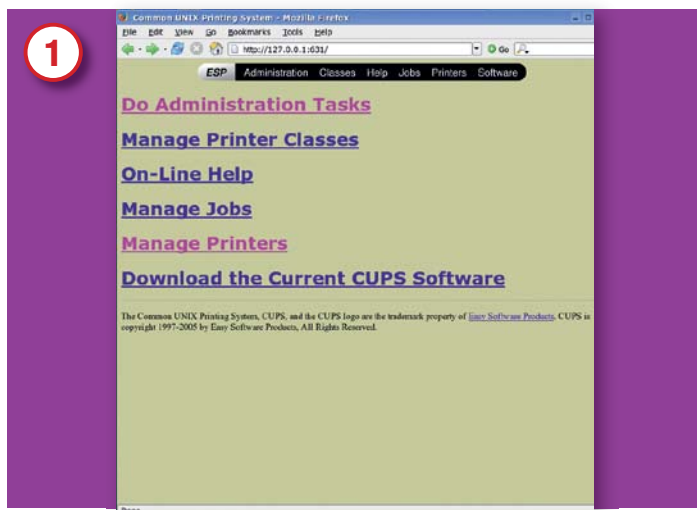 1
Common UNIX Printing System - Mozilla Firefox
File Edit View Go Bookmarks Tools Help
http://127.0.0.1:631/ Go
ESP Administration Classes Help Jobs Printers Software
Do Administration Tasks
Manage Printer Classes
On-Line Help
Manage Jobs
Manage Printers
Download the Current CUPS Software
The Common UNIX Printing System, CUPS, and the CUPS logo are the trademark property of Easy Software Products. CUPS is
copyright 1997-2005 by Easy Software Products, All Rights Reserved.